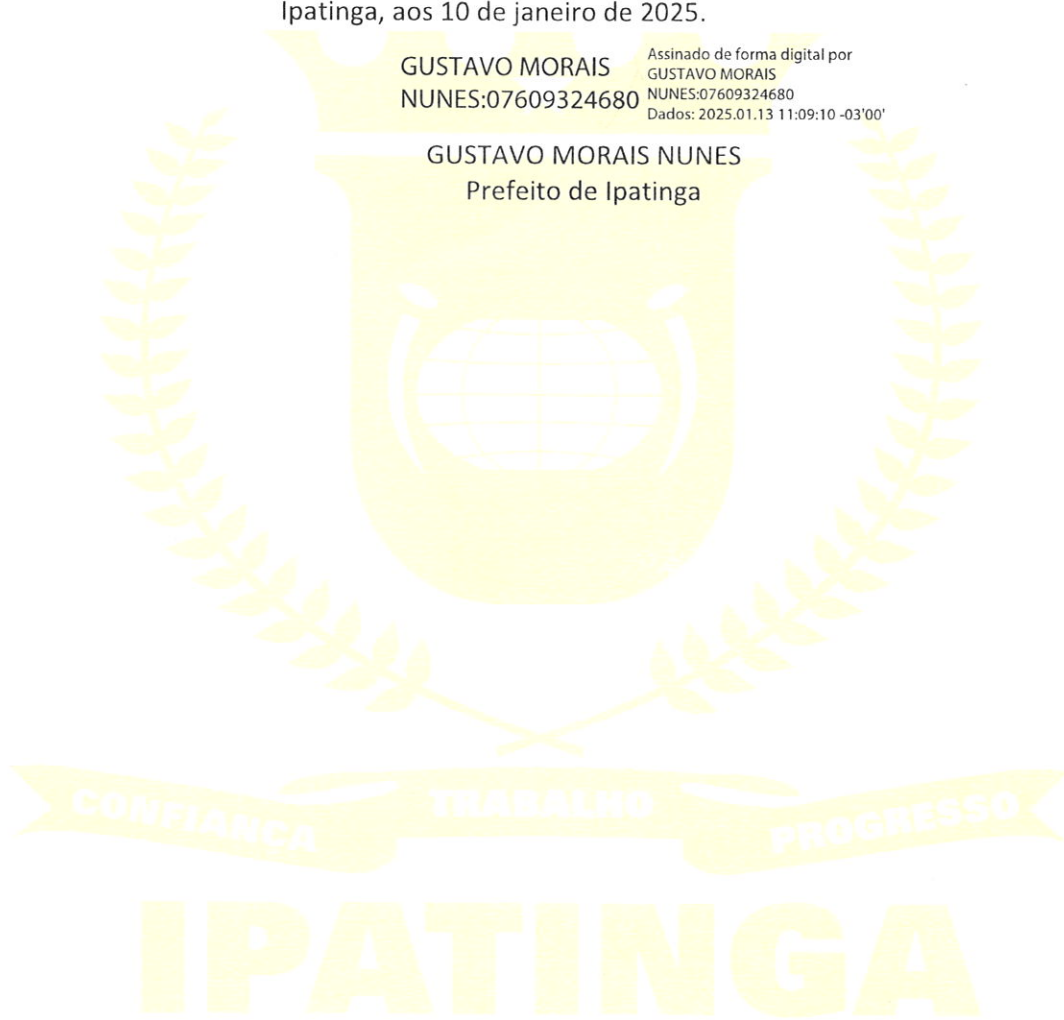 Ipatinga, aos 10 de janeiro de 2025.
GUSTAVO MORAIS
NUNES:07609324680
Assinado de forma digital por
GUSTAVO MORAIS
NUNES:07609324680
Dados: 2025.01.13 11:09:10 -03'00'
GUSTAVO MORAIS NUNES
Prefeito de Ipatinga
CONFIANÇA TRABALHO PROGRESSO
IPATINGA